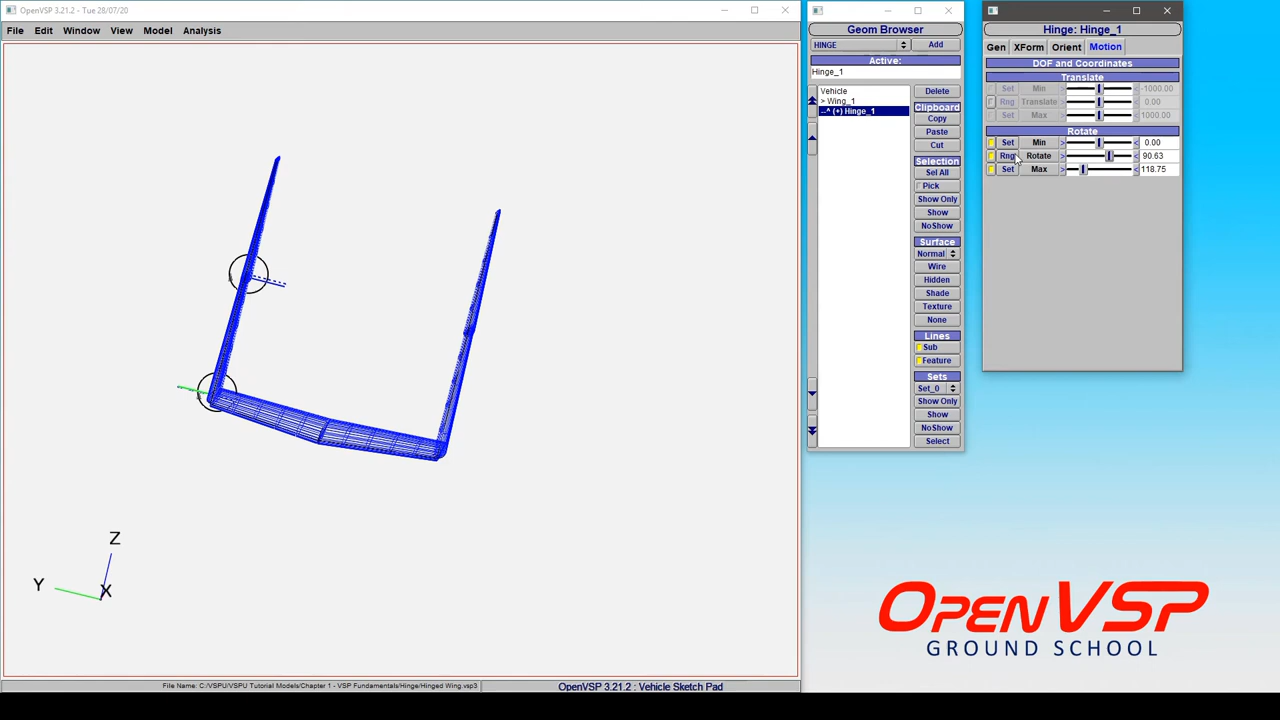 OpenVSP 3.21.2 - Tue 28/07/20
File Edit Window View Model Analysis
Z
Y
X
File Name: C:/VSPU/VSPU Tutorial Models/Chapter 1 - VSP Fundamentals/Hinge/Hinged Wing.vsp3
OpenVSP 3.21.2 : Vehicle Sketch Pad
Geom Browser
HINGE
Add
Active:
Hinge_1
Vehicle
> Wing_1
--^ (+) Hinge_1
Delete
Clipboard
Copy
Paste
Cut
Selection
Sel All
Pick
Show Only
Show
NoShow
Surface
Normal
Wire
Hidden
Shade
Texture
None
Lines
Sub
Feature
Sets
Set_0
Show Only
Show
NoShow
Select
Hinge: Hinge_1
Gen XForm Orient Motion
DOF and Coordinates
Translate
Set Min > < -1000.00
Rng Translate > < 0.00
Set Max > < 1000.00
Rotate
Set Min > < 0.00
Rng Rotate > < 90.63
Set Max > < 118.75
OPENVSP
GROUND SCHOOL